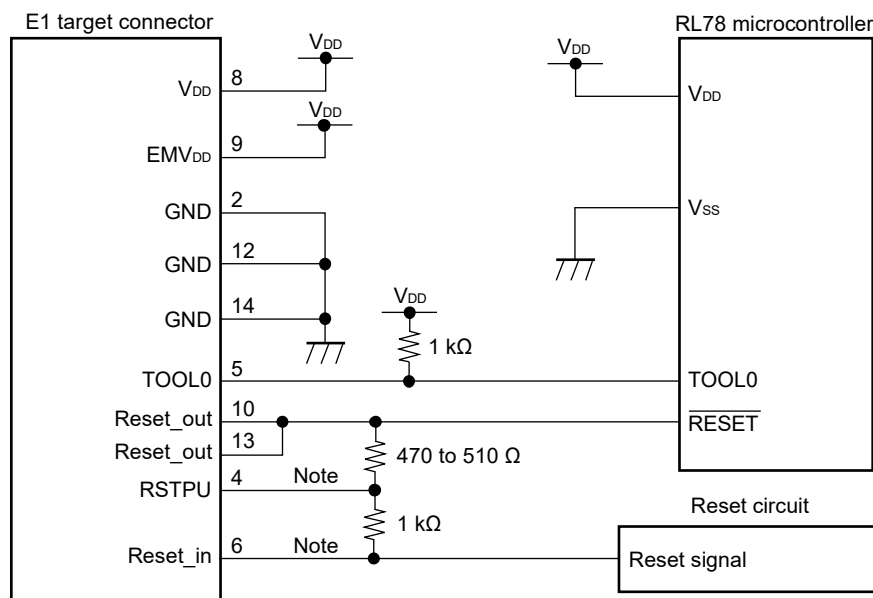 E1 target connector
RL78 microcontroller
VDD
8
VDD
VDD
9
EMVDD
2
GND
12
GND
14
GND
VDD
1 kΩ
5
TOOL0
10
Reset_out
13
Reset_out
470 to 510 Ω
4
RSTPU
Note
1 kΩ
6
Reset_in
Note
VDD
VDD
VSS
TOOL0
RESET
Reset circuit
Reset signal